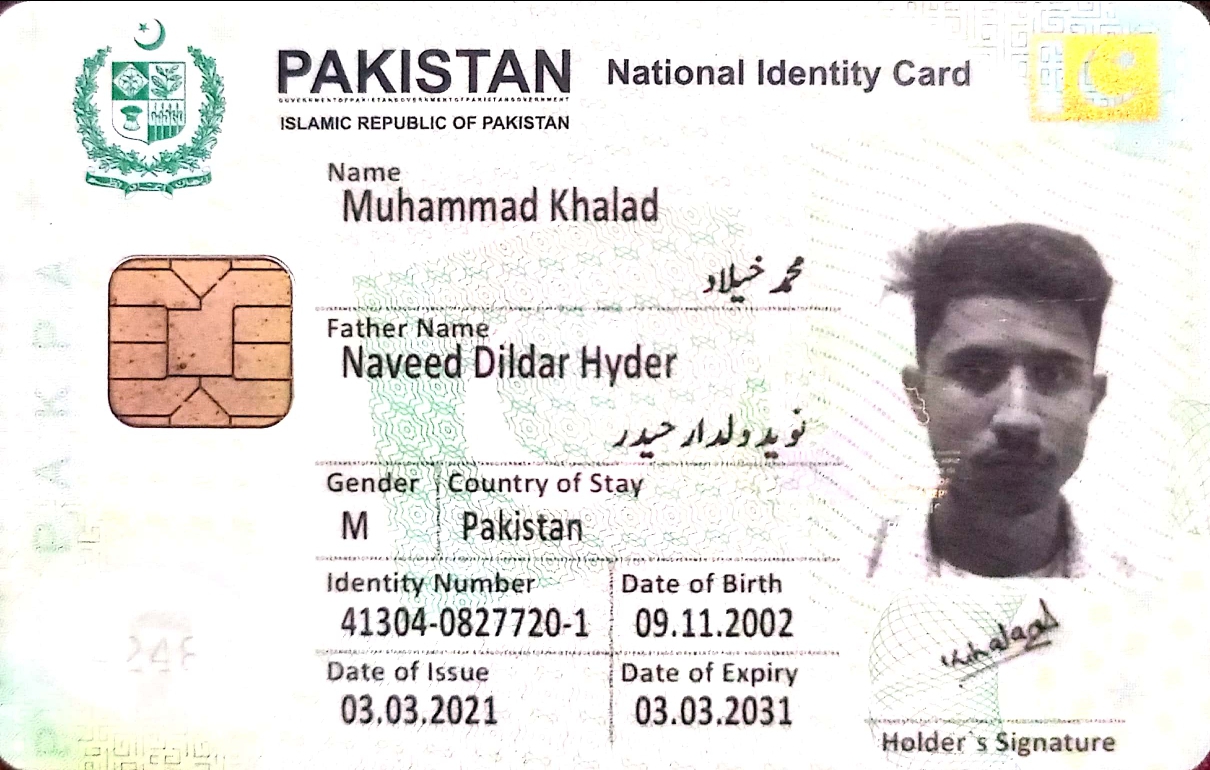 PAKISTAN National Identity Card
ISLAMIC REPUBLIC OF PAKISTAN
Name
Muhammad Khalad
محمد خیلاد
Father Name
Naveed Dildar Hyder
نوید ولدار حیدر
Gender Country of Stay
M Pakistan
Identity Number Date of Birth
41304-0827720-1 09.11.2002
Date of Issue Date of Expiry
03.03.2021 03.03.2031
Khalad
Holder`s Signature